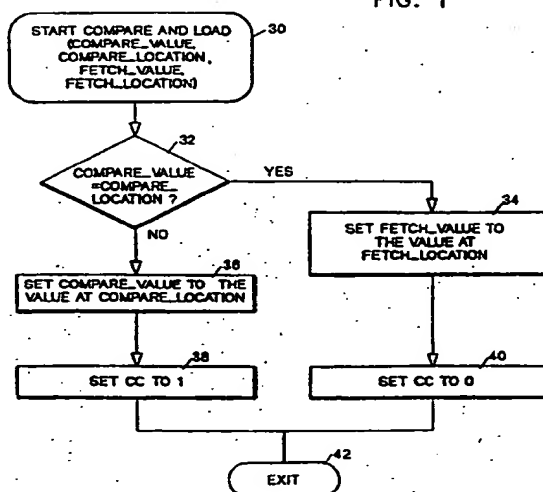 FIG. 1
START COMPARE AND LOAD
(COMPARE_VALUE,
COMPARE_LOCATION,
FETCH_VALUE,
FETCH_LOCATION)
30
32
COMPARE_VALUE
=COMPARE_
LOCATION ?
YES
NO
34
SET FETCH_VALUE TO
THE VALUE AT
FETCH_LOCATION
36
SET COMPARE_VALUE TO THE
VALUE AT COMPARE_LOCATION
38
SET CC TO 1
40
SET CC TO 0
42
EXIT